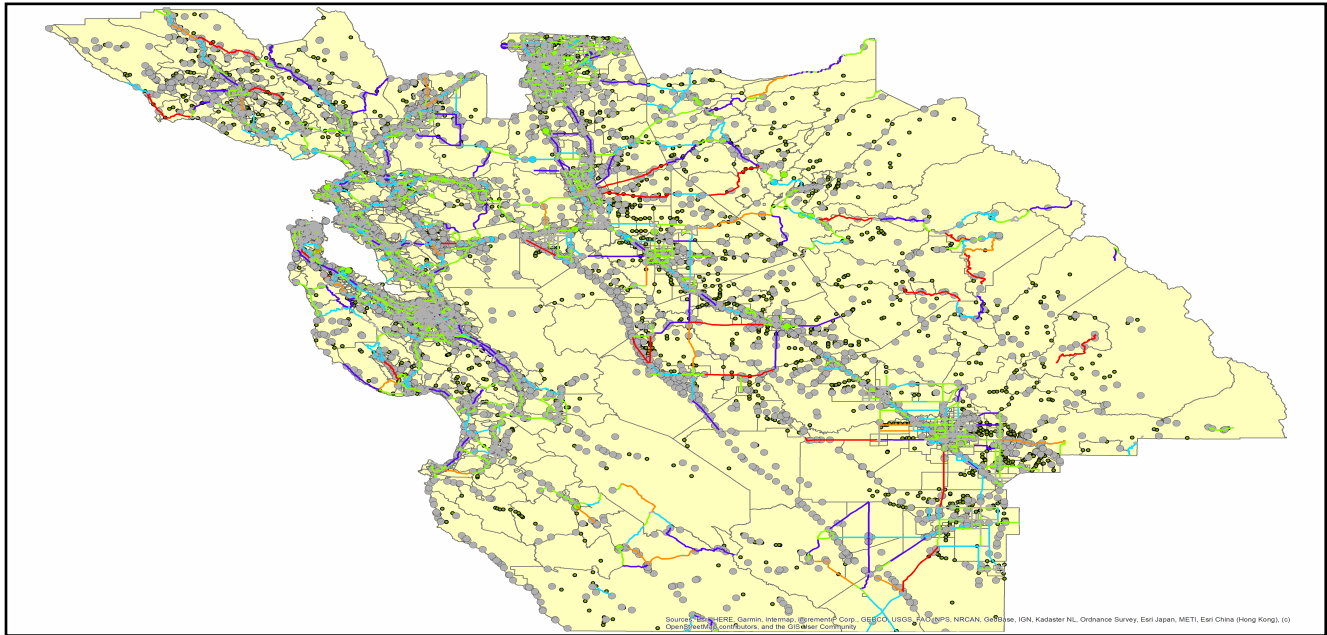 Sources: Esri, HERE, Garmin, Intermap, increment P Corp., GEBCO, USGS, FAO, NPS, NRCAN, GeoBase, IGN, Kadaster NL, Ordnance Survey, Esri Japan, METI, Esri China (Hong Kong), (c)
OpenStreetMap contributors, and the GIS User Community